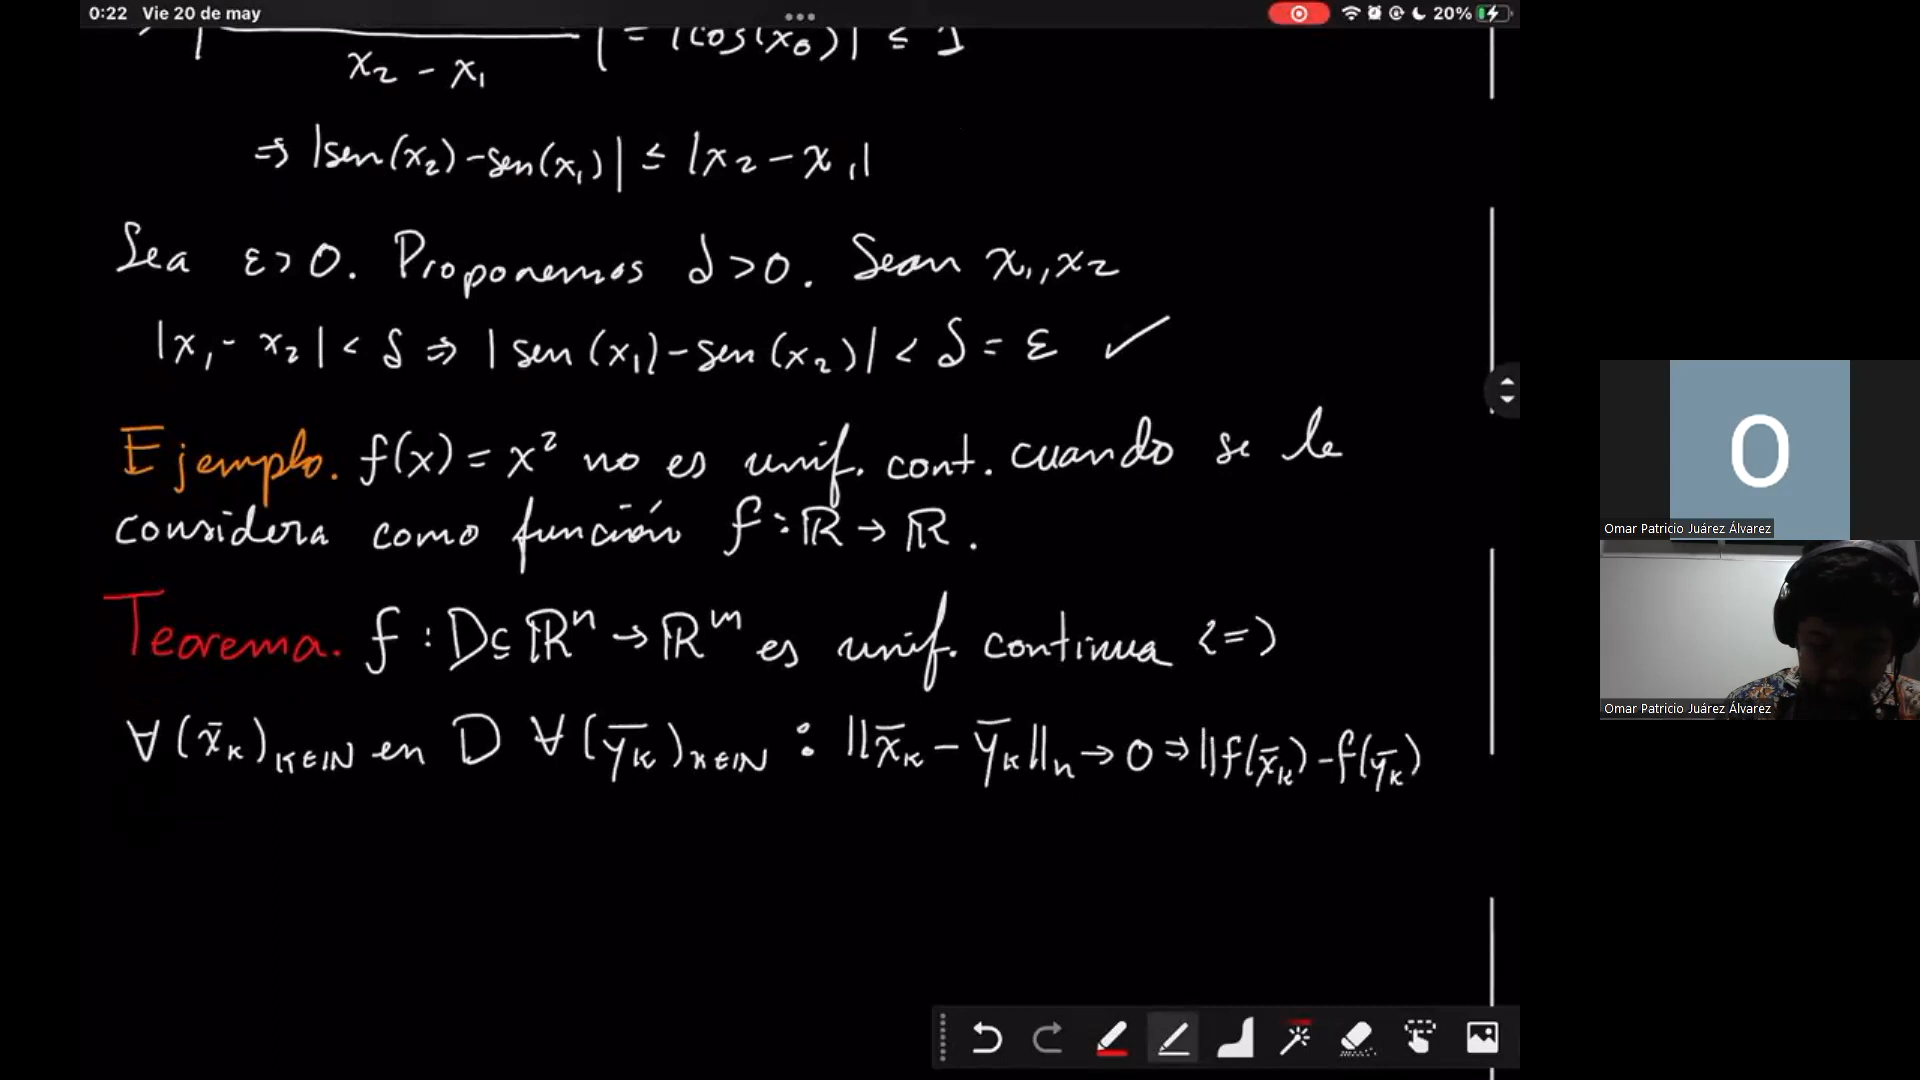 0:22 Vie 20 de may
20%
x₂ - x₁ | = |cos(x₀)| ≤ 1
⇒ |sen(x₂)-sen(x₁)| ≤ |x₂ - x₁|
Sea ε>0. Proponemos δ>0. Sean x₁,x₂
|x₁- x₂| < δ ⇒ |sen(x₁)-sen(x₂)| < δ = ε ✓
Ejemplo. f(x) = x² no es unif. cont. cuando se le
considera como función f:ℝ→ℝ.
Teorema. f:D⊆ℝⁿ→ℝᵐ es unif. continua <=>
∀(x̄ₖ)ₖ∈ℕ en D ∀(ȳₖ)ₖ∈ℕ : ||x̄ₖ - ȳₖ||ₙ→0 ⇒ ||f(x̄ₖ)-f(ȳₖ)
O
Omar Patricio Juárez Álvarez
Omar Patricio Juárez Álvarez